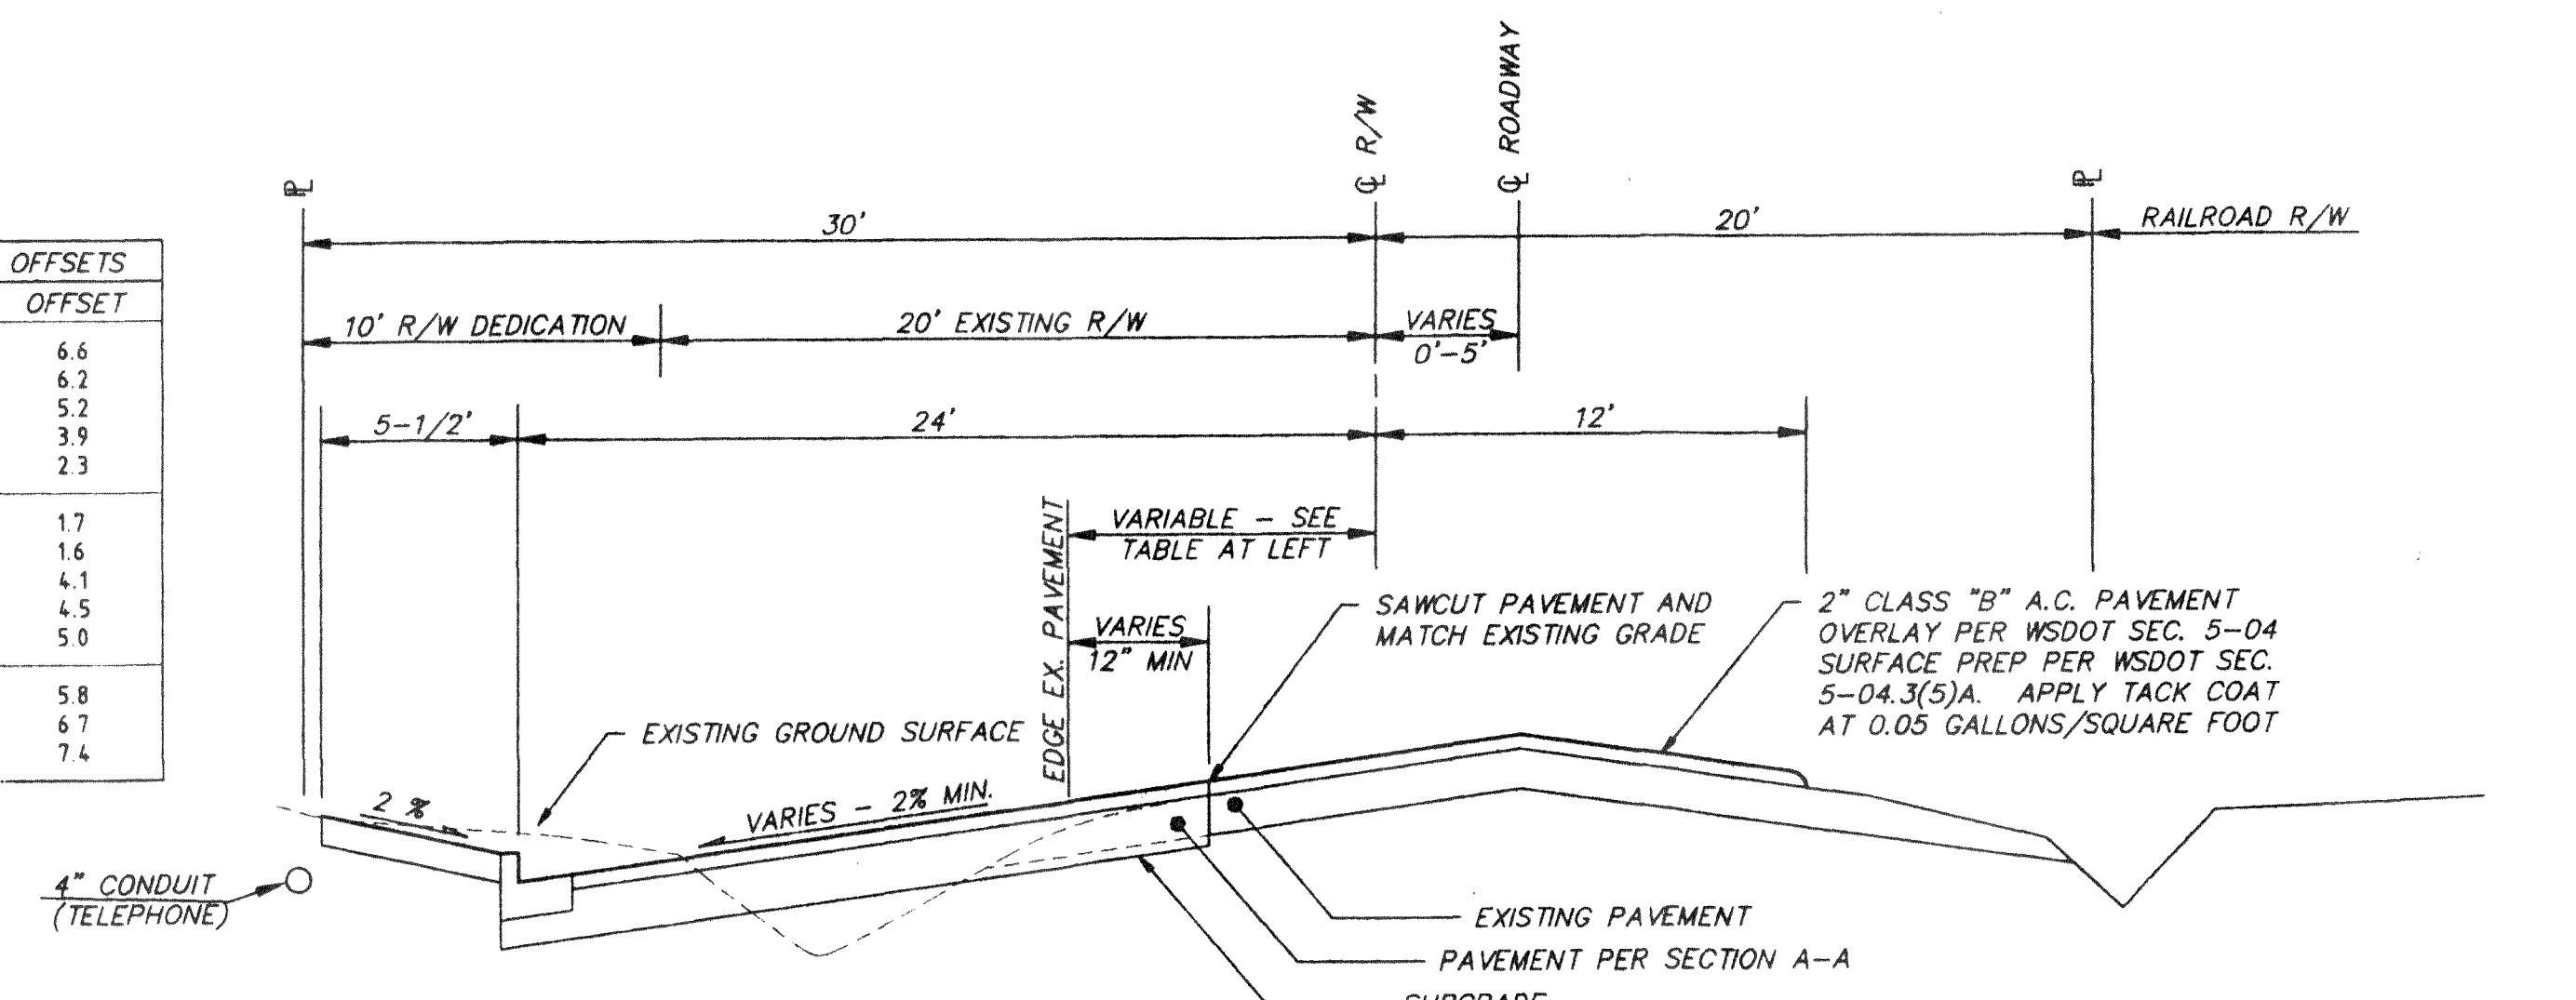 ℄ ROADWAY
℄ R/W
℄ 
PL
PL
30'
20'
RAILROAD R/W
OFFSETS
OFFSET
6.6
6.2
5.2
3.9
2.3
1.7
1.6
4.1
4.5
5.0
5.8
6 7
7.4
10' R/W DEDICATION
20' EXISTING R/W
VARIES
0'-5'
5-1/2'
24'
12'
EDGE EX. PAVEMENT
VARIABLE - SEE
TABLE AT LEFT
VARIES
12" MIN
SAWCUT PAVEMENT AND
MATCH EXISTING GRADE
2" CLASS "B" A.C. PAVEMENT
OVERLAY PER WSDOT SEC. 5-04
SURFACE PREP PER WSDOT SEC.
5-04.3(5)A. APPLY TACK COAT
AT 0.05 GALLONS/SQUARE FOOT
EXISTING GROUND SURFACE
2 %
VARIES - 2% MIN.
4" CONDUIT
(TELEPHONE)
EXISTING PAVEMENT
PAVEMENT PER SECTION A-A
SUBGRADE